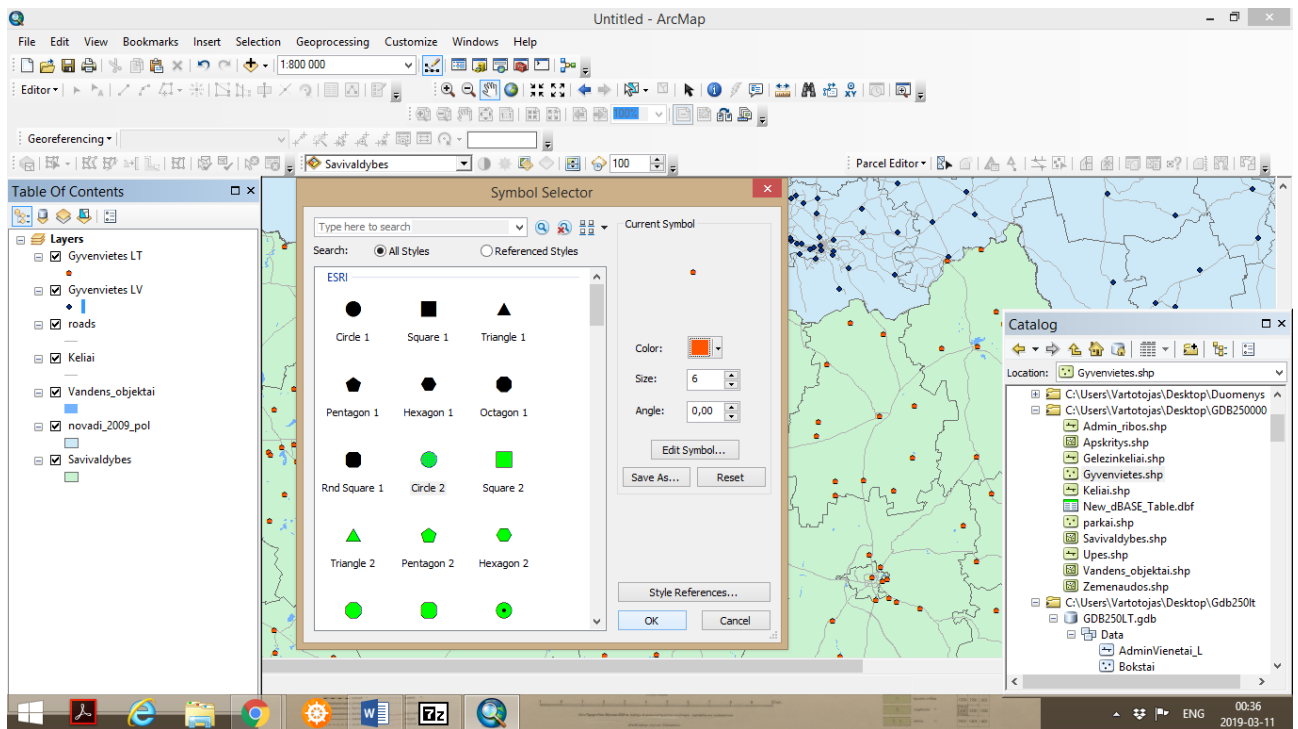 Untitled - ArcMap
File Edit View Bookmarks Insert Selection Geoprocessing Customize Windows Help
1:800 000
Editor
100%
Georeferencing
Savivaldybes 100 Parcel Editor
Table Of Contents
Layers
Gyvenvietes LT
Gyvenvietes LV
roads
Keliai
Vandens_objektai
novadi_2009_pol
Savivaldybes
Symbol Selector
Type here to search
Search: All Styles Referenced Styles
ESRI
Circle 1 Square 1 Triangle 1
Pentagon 1 Hexagon 1 Octagon 1
Rnd Square 1 Circle 2 Square 2
Triangle 2 Pentagon 2 Hexagon 2
Current Symbol
Color:
Size: 6
Angle: 0,00
Edit Symbol...
Save As... Reset
Style References...
OK Cancel
Catalog
Location: Gyvenvietes.shp
C:\Users\Vartotojas\Desktop\Duomenys
C:\Users\Vartotojas\Desktop\GDB250000
Admin_ribos.shp
Apskritys.shp
Gelezinkeliai.shp
Gyvenvietes.shp
Keliai.shp
New_dBASE_Table.dbf
parkai.shp
Savivaldybes.shp
Upes.shp
Vandens_objektai.shp
Zemenaudos.shp
C:\Users\Vartotojas\Desktop\Gdb250lt
GDB250LT.gdb
Data
AdminVienetai_L
Bokstai
ENG
00:36
2019-03-11